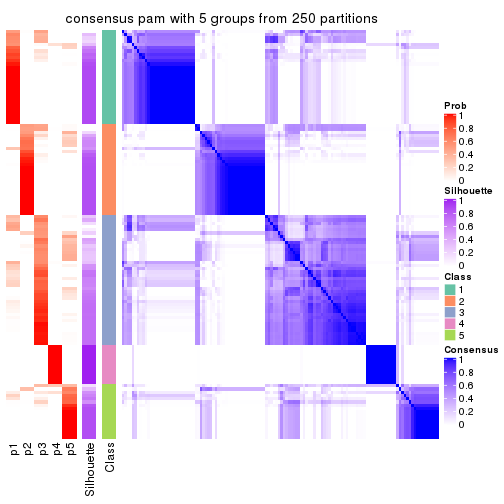 consensus pam with 5 groups from 250 partitions
Prob
1
0.8
0.6
0.4
0.2
0
Silhouette
1
0.8
0.6
0.4
0.2
0
Class
1
2
3
4
5
Consensus
1
0.8
0.6
0.4
0.2
0
p1
p2
p3
p4
p5
Silhouette
Class